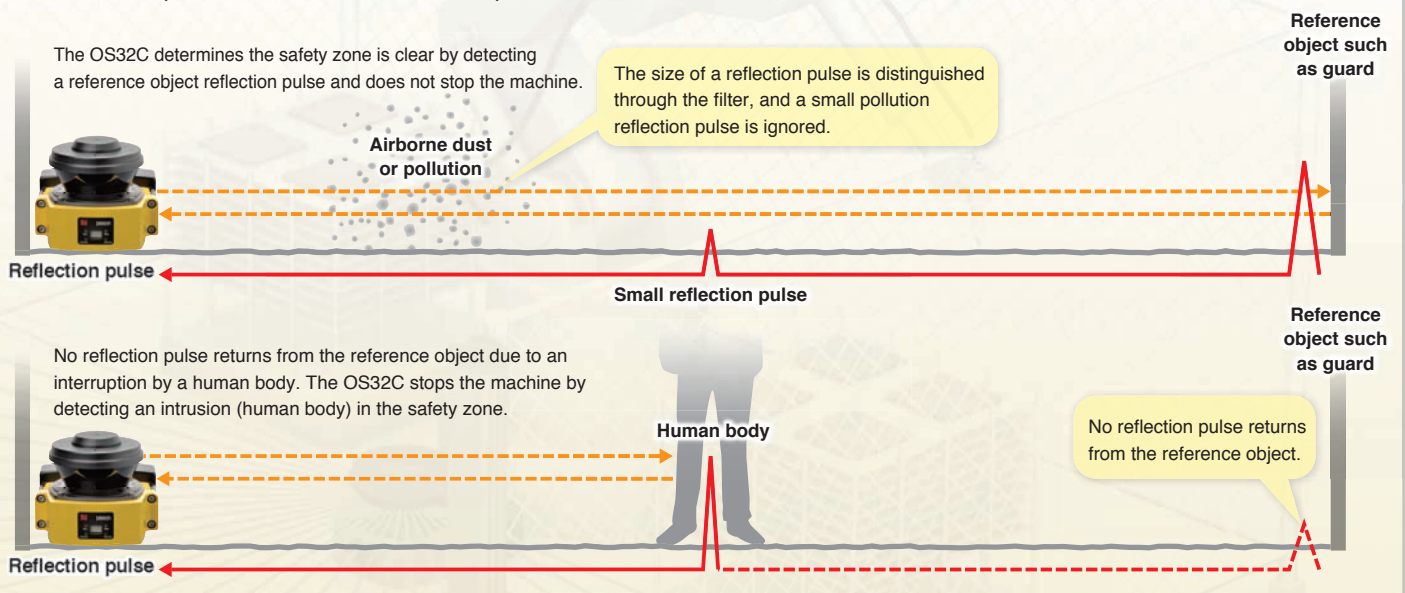 Reference
object such
as guard
The OS32C determines the safety zone is clear by detecting
a reference object reflection pulse and does not stop the machine.
The size of a reflection pulse is distinguished
through the filter, and a small pollution
reflection pulse is ignored.
Airborne dust
or pollution
Reflection pulse
Small reflection pulse
Reference
object such
as guard
No reflection pulse returns from the reference object due to an
interruption by a human body. The OS32C stops the machine by
detecting an intrusion (human body) in the safety zone.
Human body
No reflection pulse returns
from the reference object.
Reflection pulse